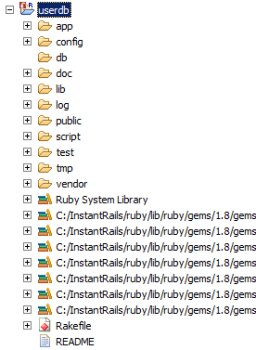 userdb
app
config
db
doc
lib
log
public
script
test
tmp
vendor
Ruby System Library
C:/InstantRails/ruby/lib/ruby/gems/1.8/gems
C:/InstantRails/ruby/lib/ruby/gems/1.8/gems
C:/InstantRails/ruby/lib/ruby/gems/1.8/gems
C:/InstantRails/ruby/lib/ruby/gems/1.8/gems
C:/InstantRails/ruby/lib/ruby/gems/1.8/gems
C:/InstantRails/ruby/lib/ruby/gems/1.8/gems
C:/InstantRails/ruby/lib/ruby/gems/1.8/gems
Rakefile
README